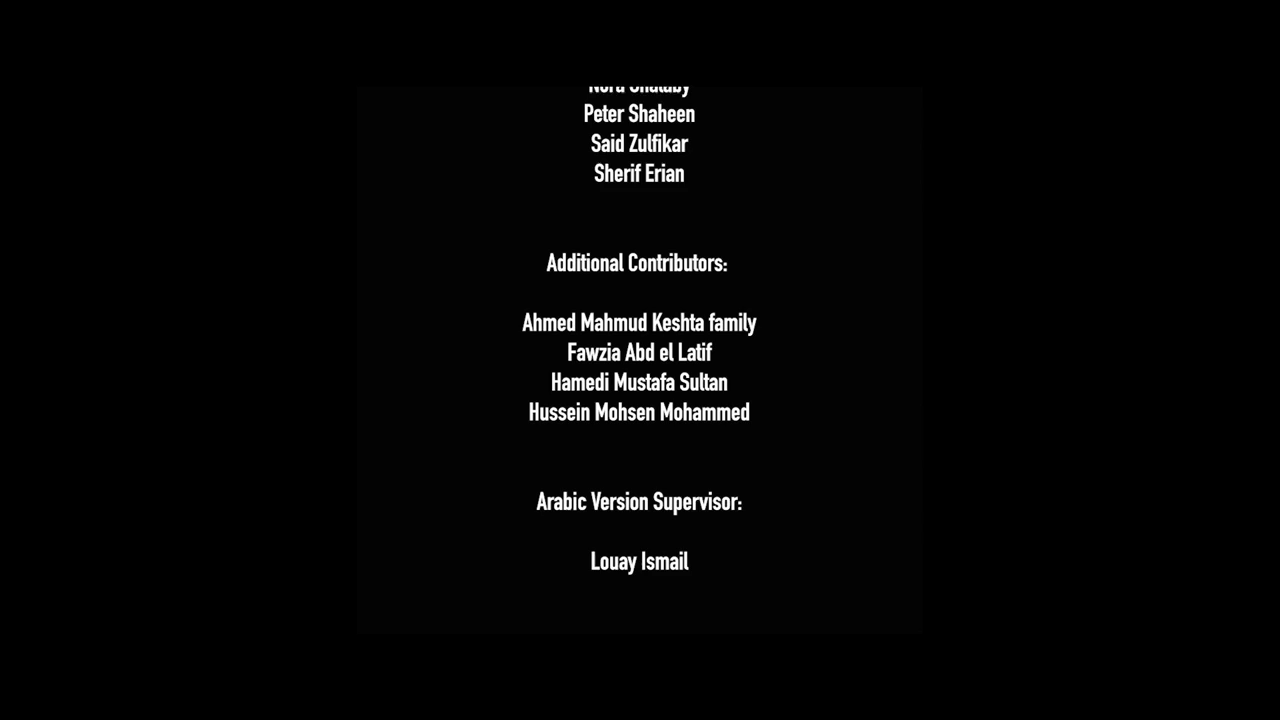 Peter Shaheen
Said Zulfikar
Sherif Erian
Additional Contributors:
Ahmed Mahmud Keshta family
Fawzia Abd el Latif
Hamedi Mustafa Sultan
Hussein Mohsen Mohammed
Arabic Version Supervisor:
Louay Ismail